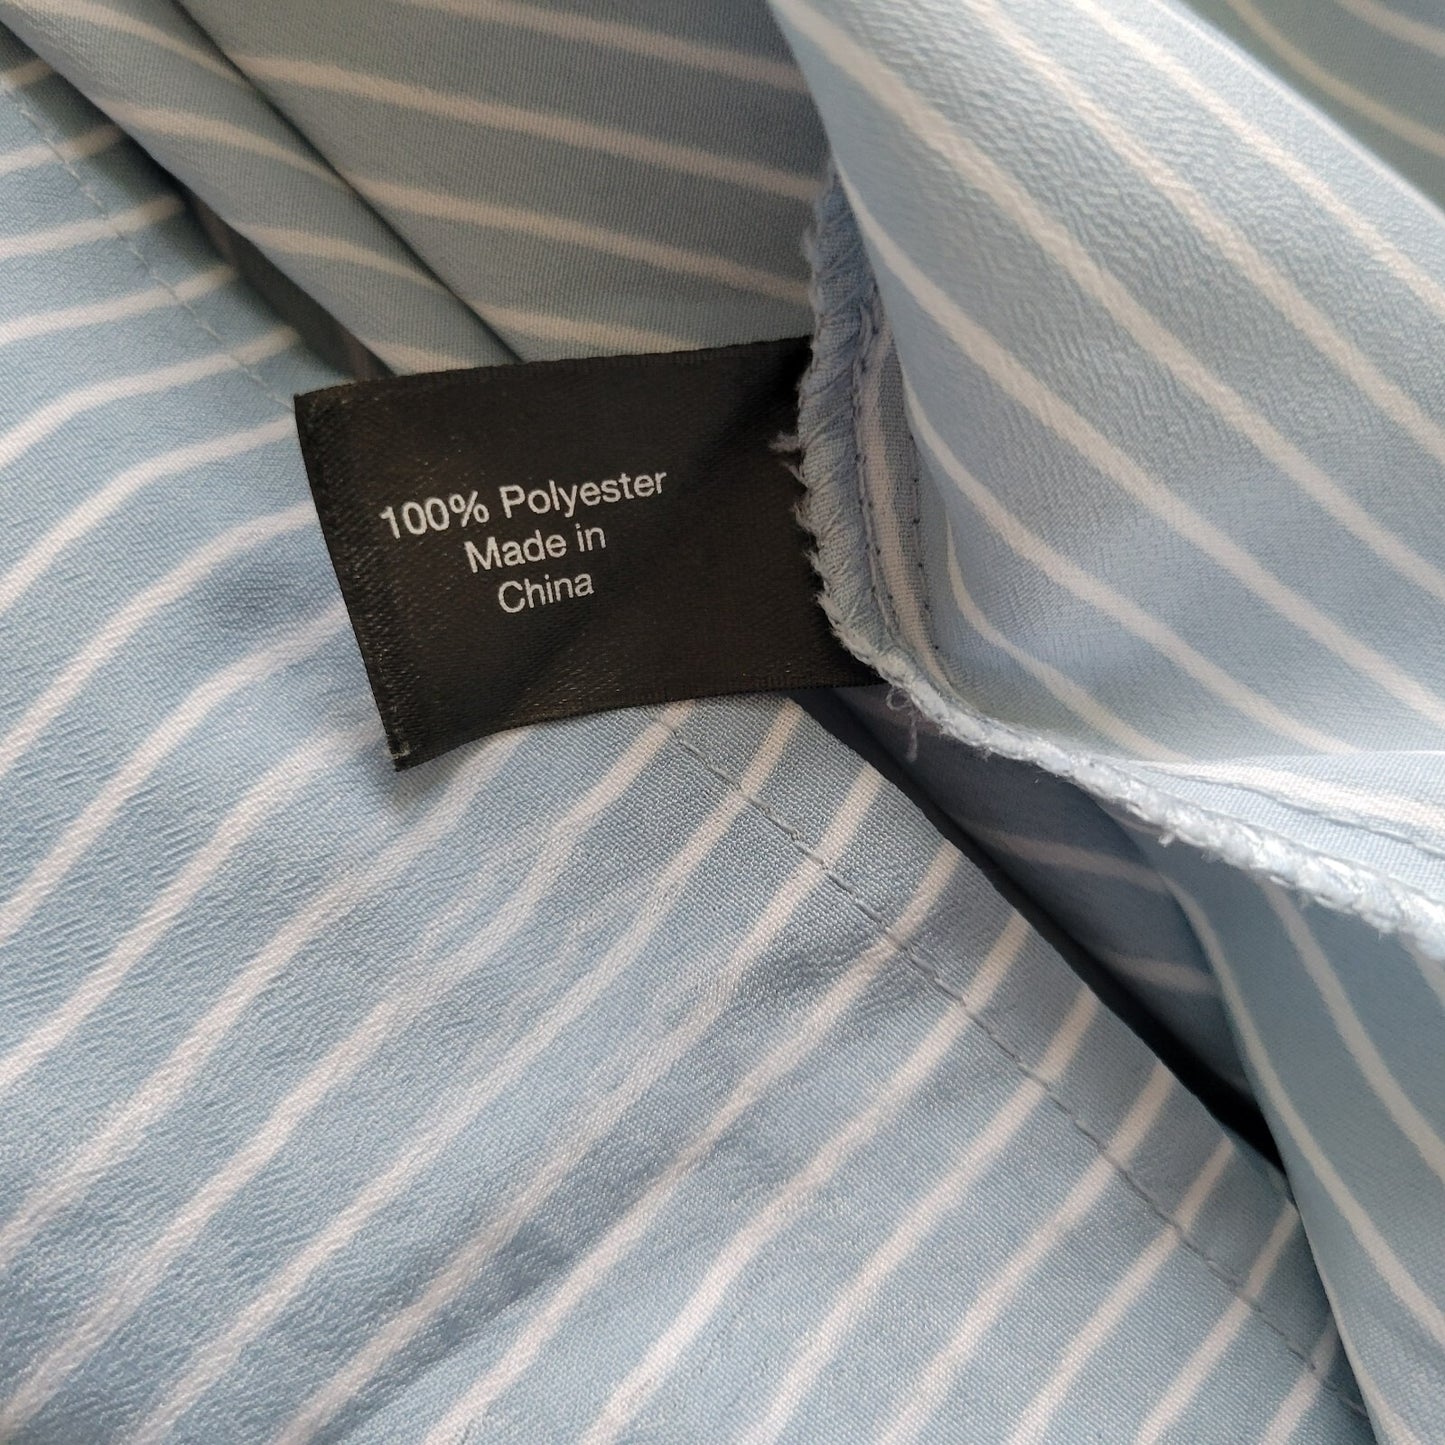 100% Polyester
Made in
China